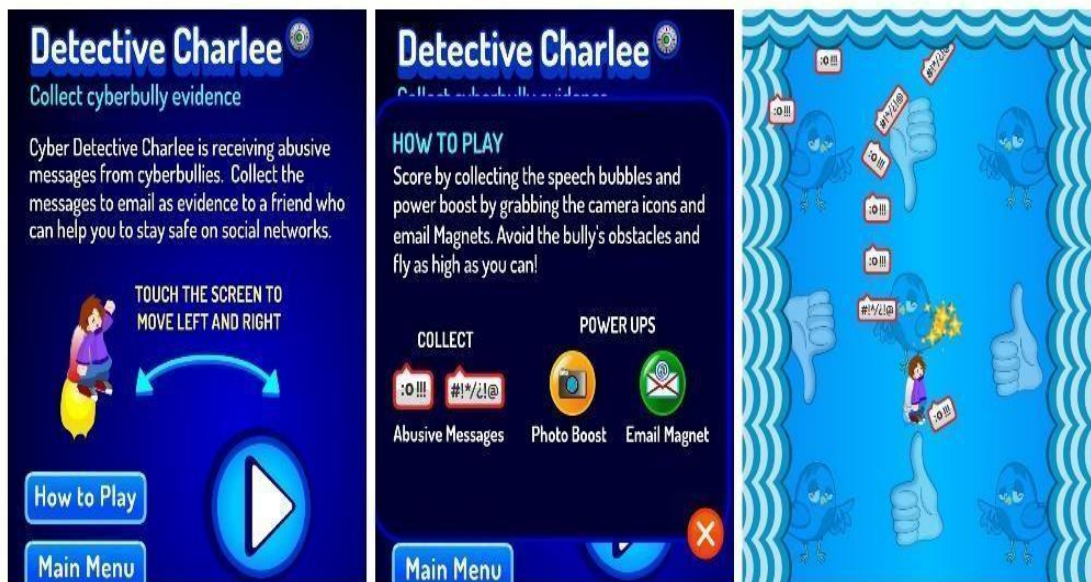 Detective Charlee
Collect cyberbully evidence
Cyber Detective Charlee is receiving abusive
messages from cyberbullies. Collect the
messages to email as evidence to a friend who
can help you to stay safe on social networks.
TOUCH THE SCREEN TO
MOVE LEFT AND RIGHT
How to Play
Main Menu
Detective Charlee
Collect cyberbully evidence
HOW TO PLAY
Score by collecting the speech bubbles and
power boost by grabbing the camera icons and
email Magnets. Avoid the bully's obstacles and
fly as high as you can!
COLLECT
POWER UPS
:o !!!
#!*/¿!@
@
Abusive Messages
Photo Boost
Email Magnet
X
Main Menu
:o !!!
#!*/¿!@
:o !!!
#!*/¿!@
:o !!!
:o !!!
:o !!!
#!*/¿!@
:o !!!